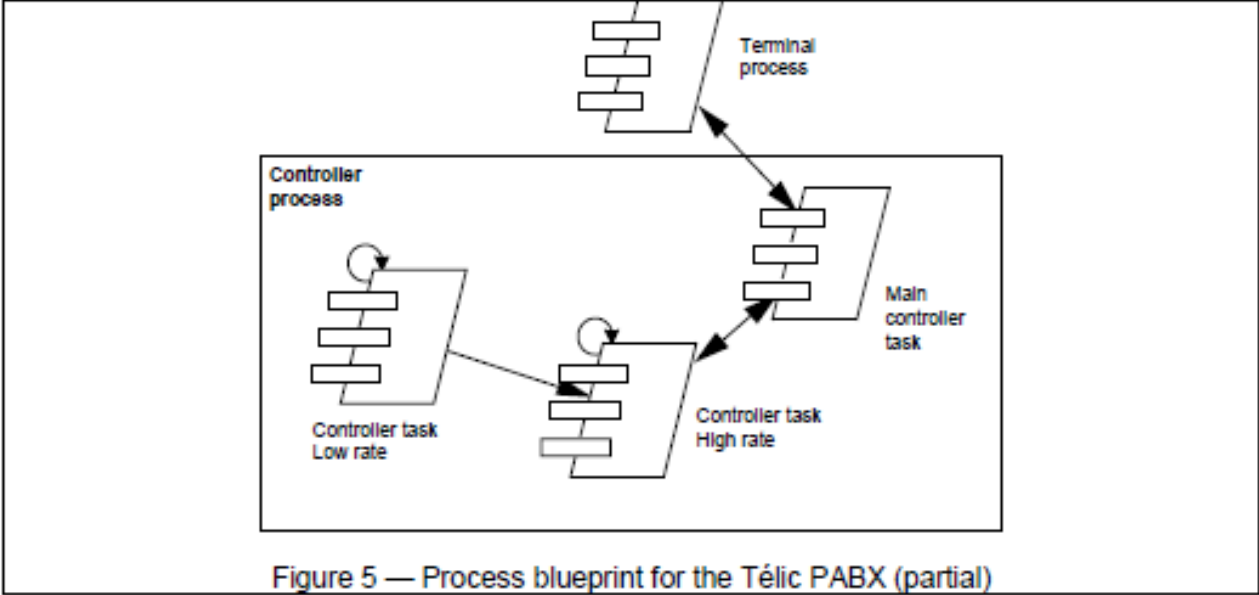 Terminal
process
Controller
process
Main
controller
task
Controller task
Low rate
Controller task
High rate
Figure 5 — Process blueprint for the Télic PABX (partial)